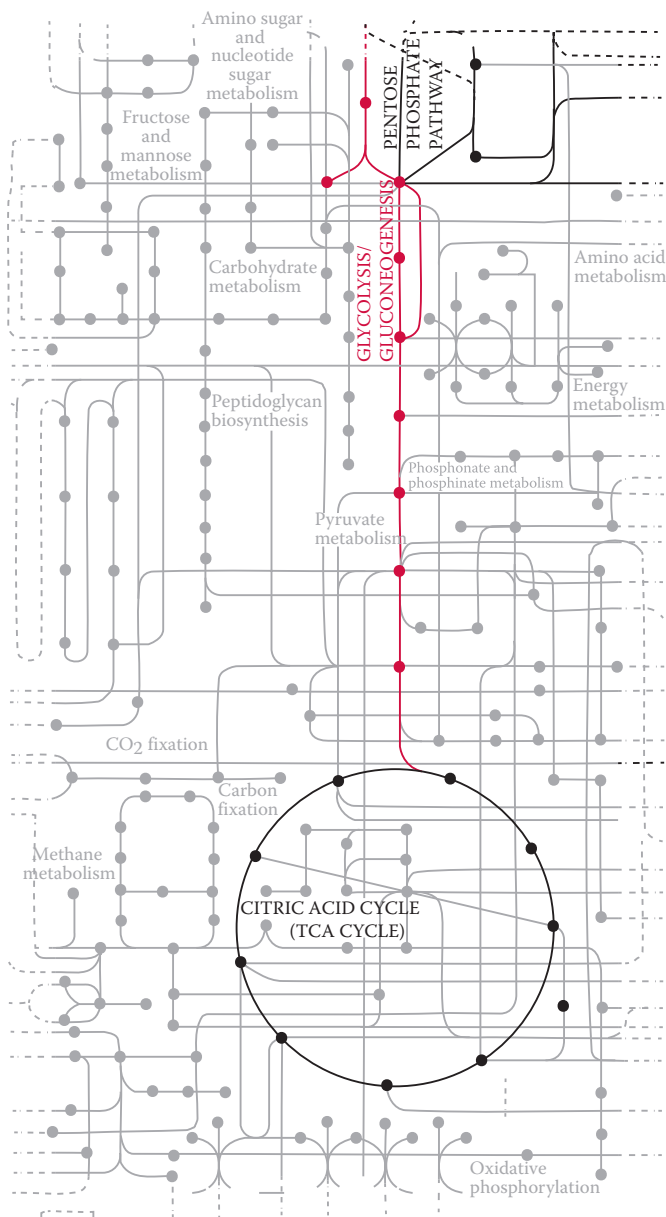 Amino sugar
and
nucleotide
sugar
metabolism
PENTOSE
PHOSPHATE
PATHWAY
Fructose
and
mannose
metabolism
GLYCOLYSIS/
GLUCONEOGENESIS
Carbohydrate
metabolism
Amino acid
metabolism
Energy
metabolism
Peptidoglycan
biosynthesis
Phosphonate and
phosphinate metabolism
Pyruvate
metabolism
CO2 fixation
Carbon
fixation
Methane
metabolism
CITRIC ACID CYCLE
(TCA CYCLE)
Oxidative
phosphorylation